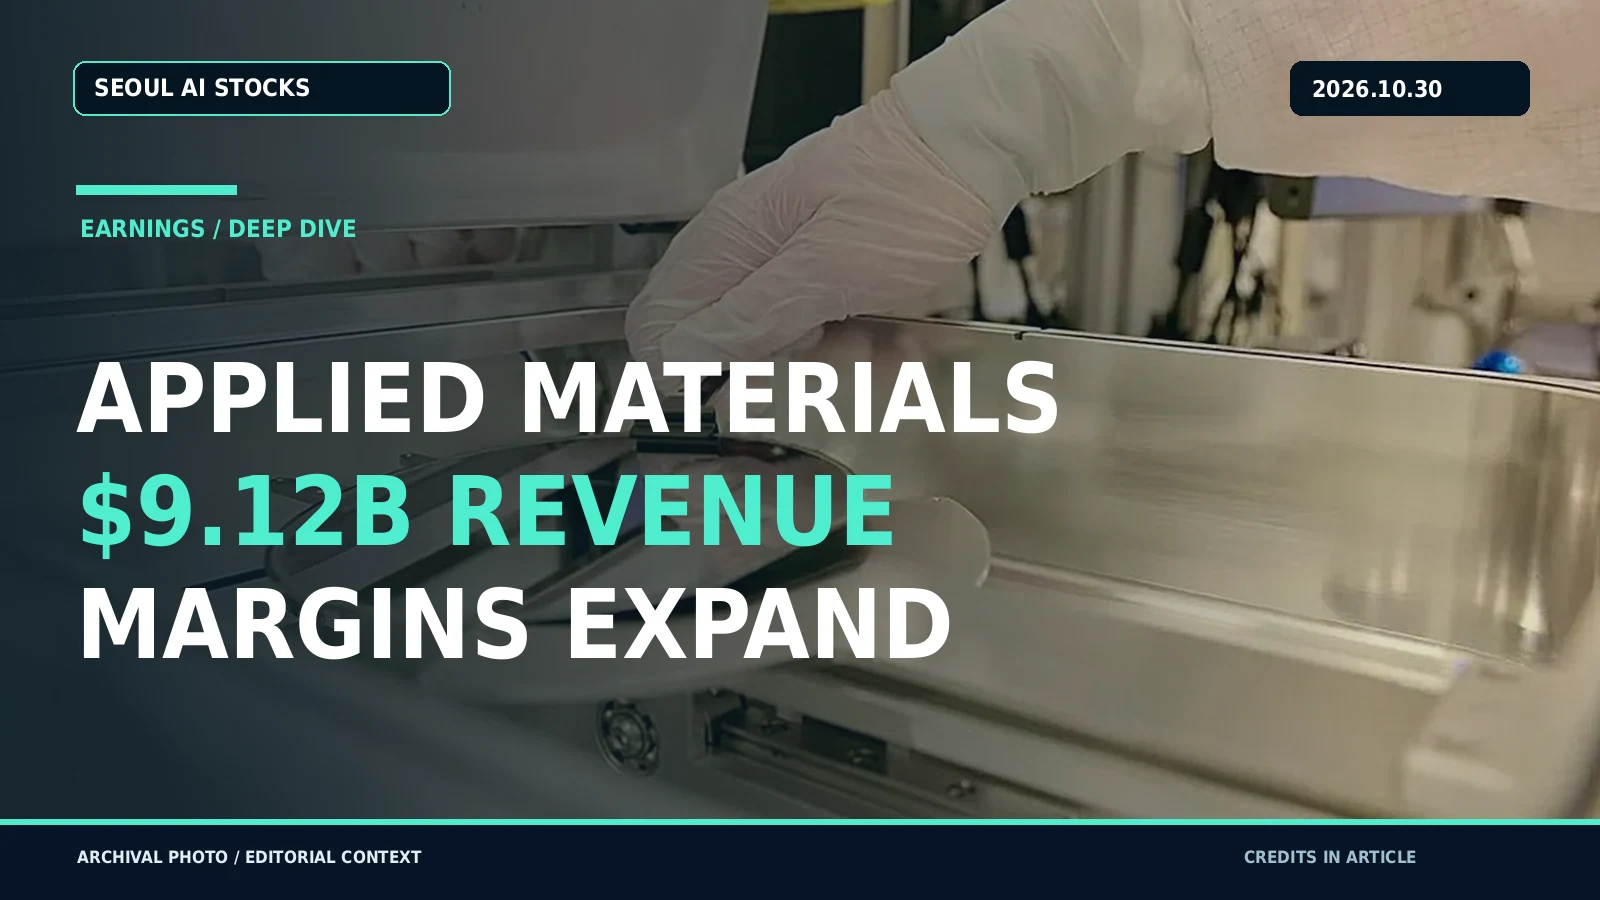 SEOUL AI STOCKS
2026.10.30
EARNINGS / DEEP DIVE
APPLIED MATERIALS
$9.12B REVENUE
MARGINS EXPAND
ARCHIVAL PHOTO / EDITORIAL CONTEXT
CREDITS IN ARTICLE